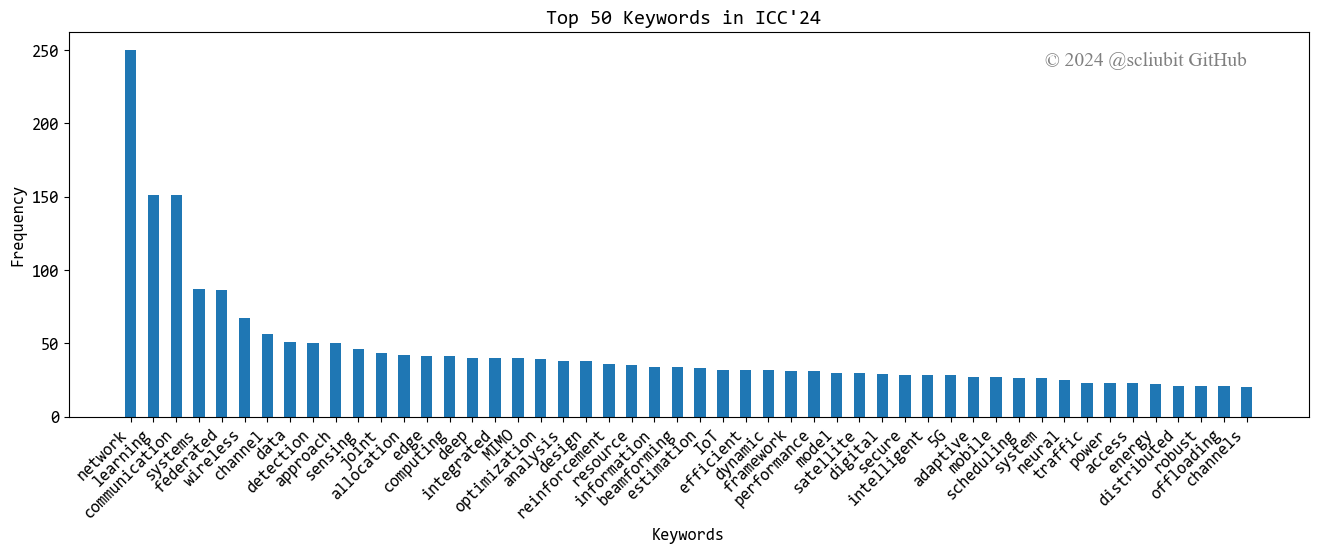 Top 50 Keywords in ICC'24
© 2024 @scliubit GitHub
Frequency
250
200
150
100
50
0
network
learning
communication
systems
federated
wireless
channel
data
detection
approach
sensing
joint
allocation
edge
computing
deep
integrated
MIMO
optimization
analysis
design
reinforcement
resource
information
beamforming
estimation
IoT
efficient
dynamic
framework
performance
model
satellite
digital
secure
intelligent
5G
adaptive
mobile
scheduling
system
neural
traffic
power
access
energy
distributed
robust
offloading
channels
Keywords